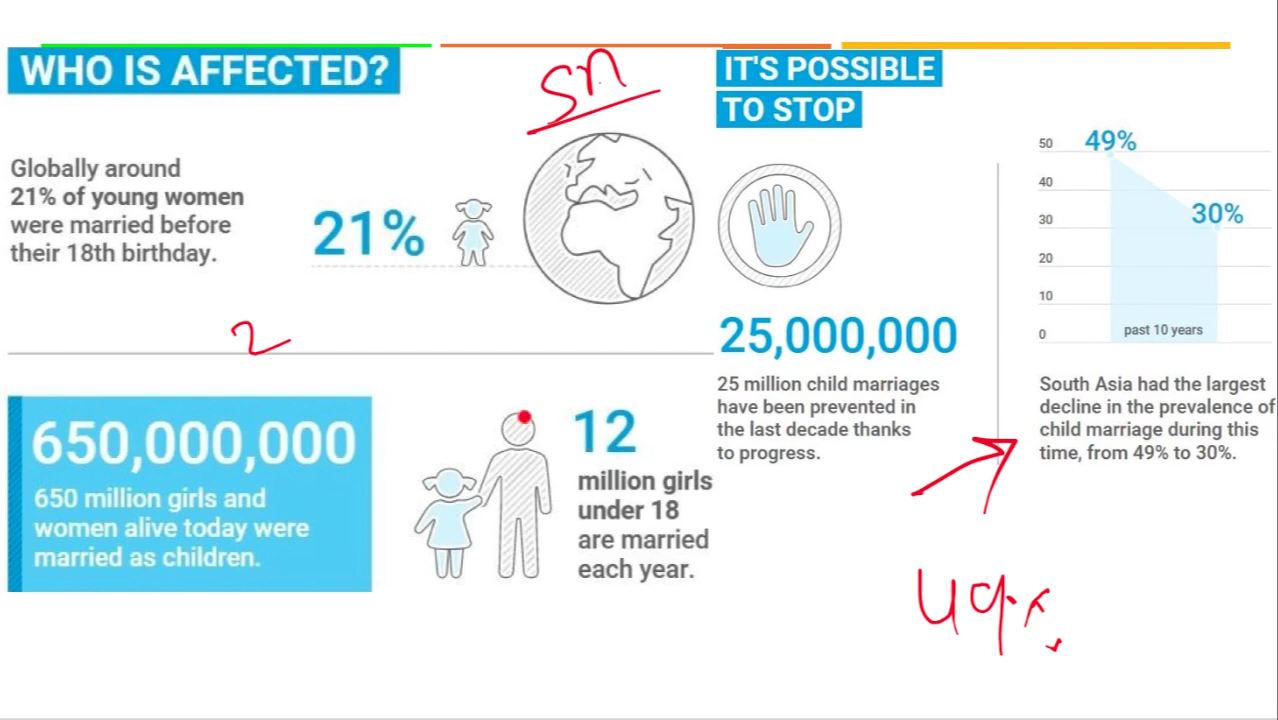 WHO IS AFFECTED?
Globally around
21% of young women
were married before
their 18th birthday.
21%
2
650,000,000
650 million girls and
women alive today were
married as children.
12
million girls
under 18
are married
each year.
IT'S POSSIBLE
TO STOP
25,000,000
25 million child marriages
have been prevented in
the last decade thanks
to progress.
50
40
30
20
10
0
49%
30%
past 10 years
South Asia had the largest
decline in the prevalence of
child marriage during this
time, from 49% to 30%.